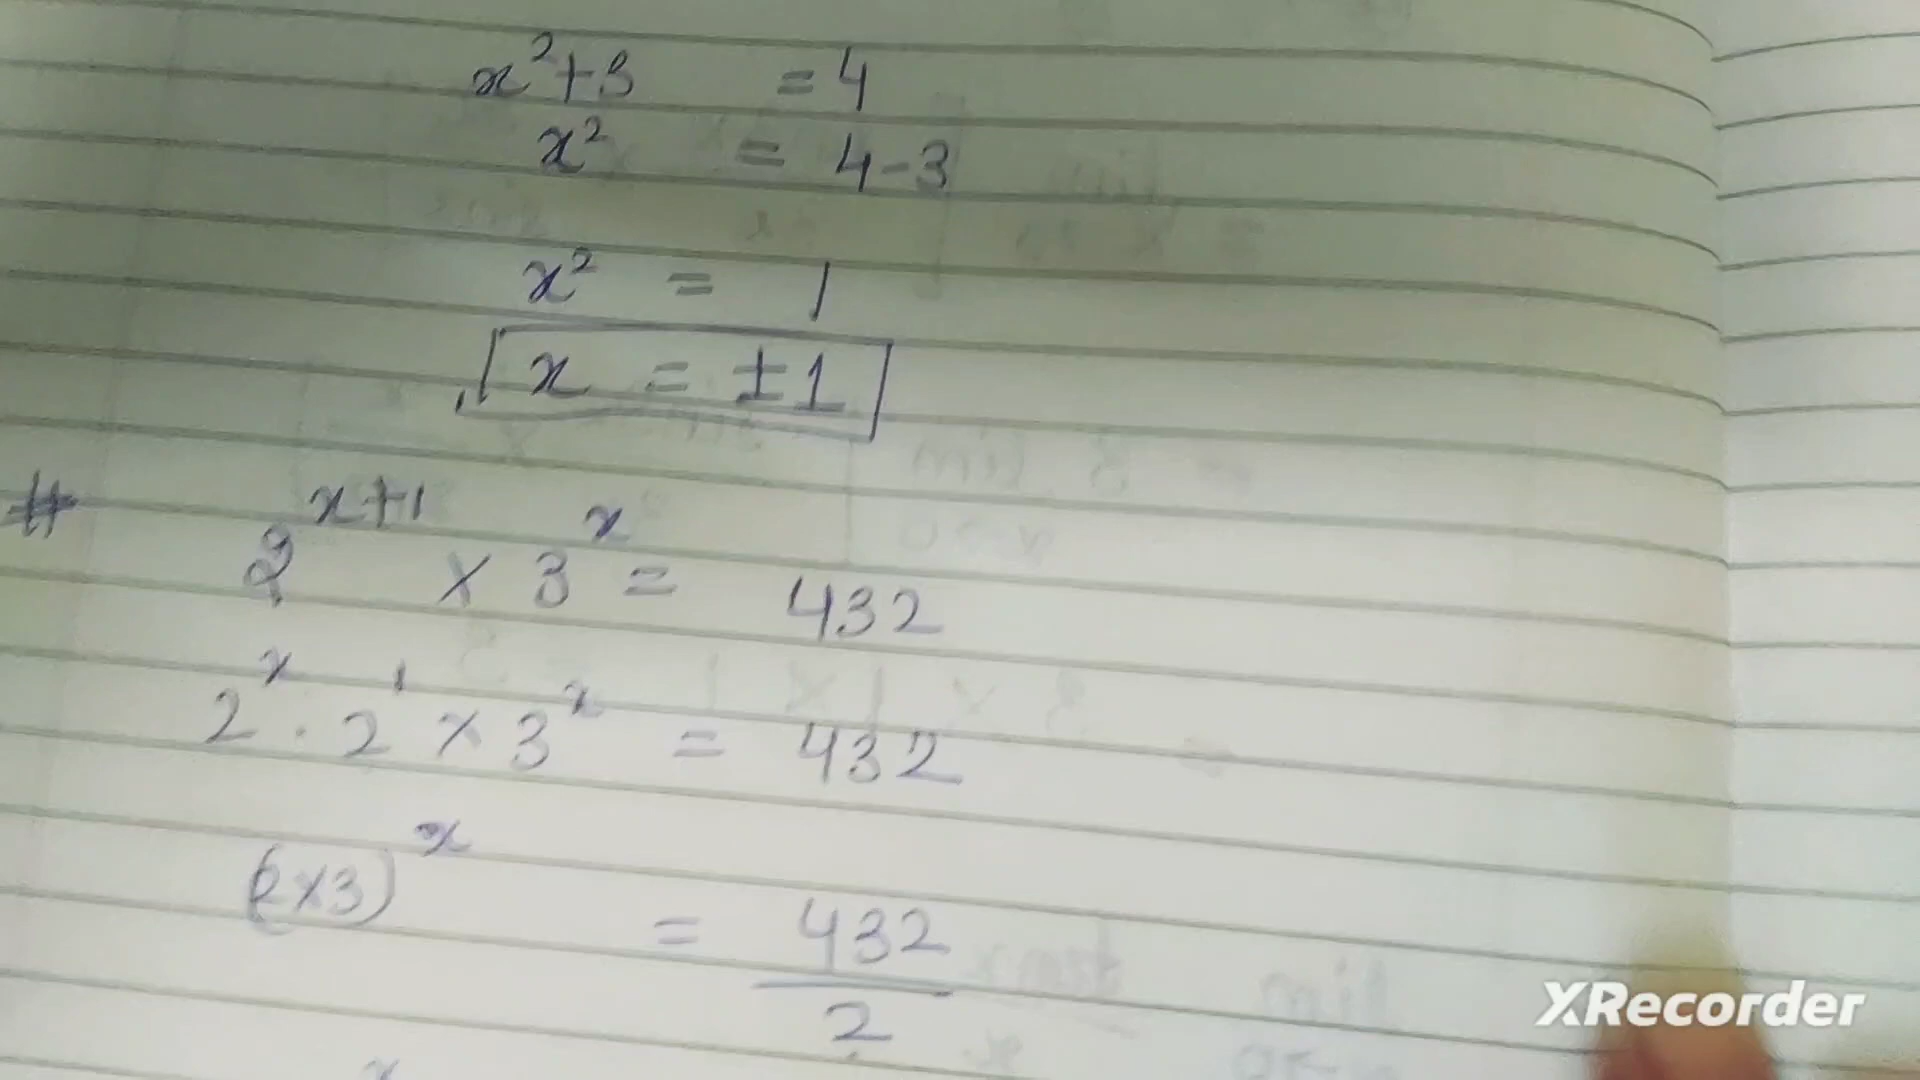 x²+3 = 4
x² = 4-3
x² = 1
x = ±1
# 2^{x+1} × 3^x = 432
2^x · 2^1 × 3^x = 432
(2×3)^x = 432/2
x
XRecorder